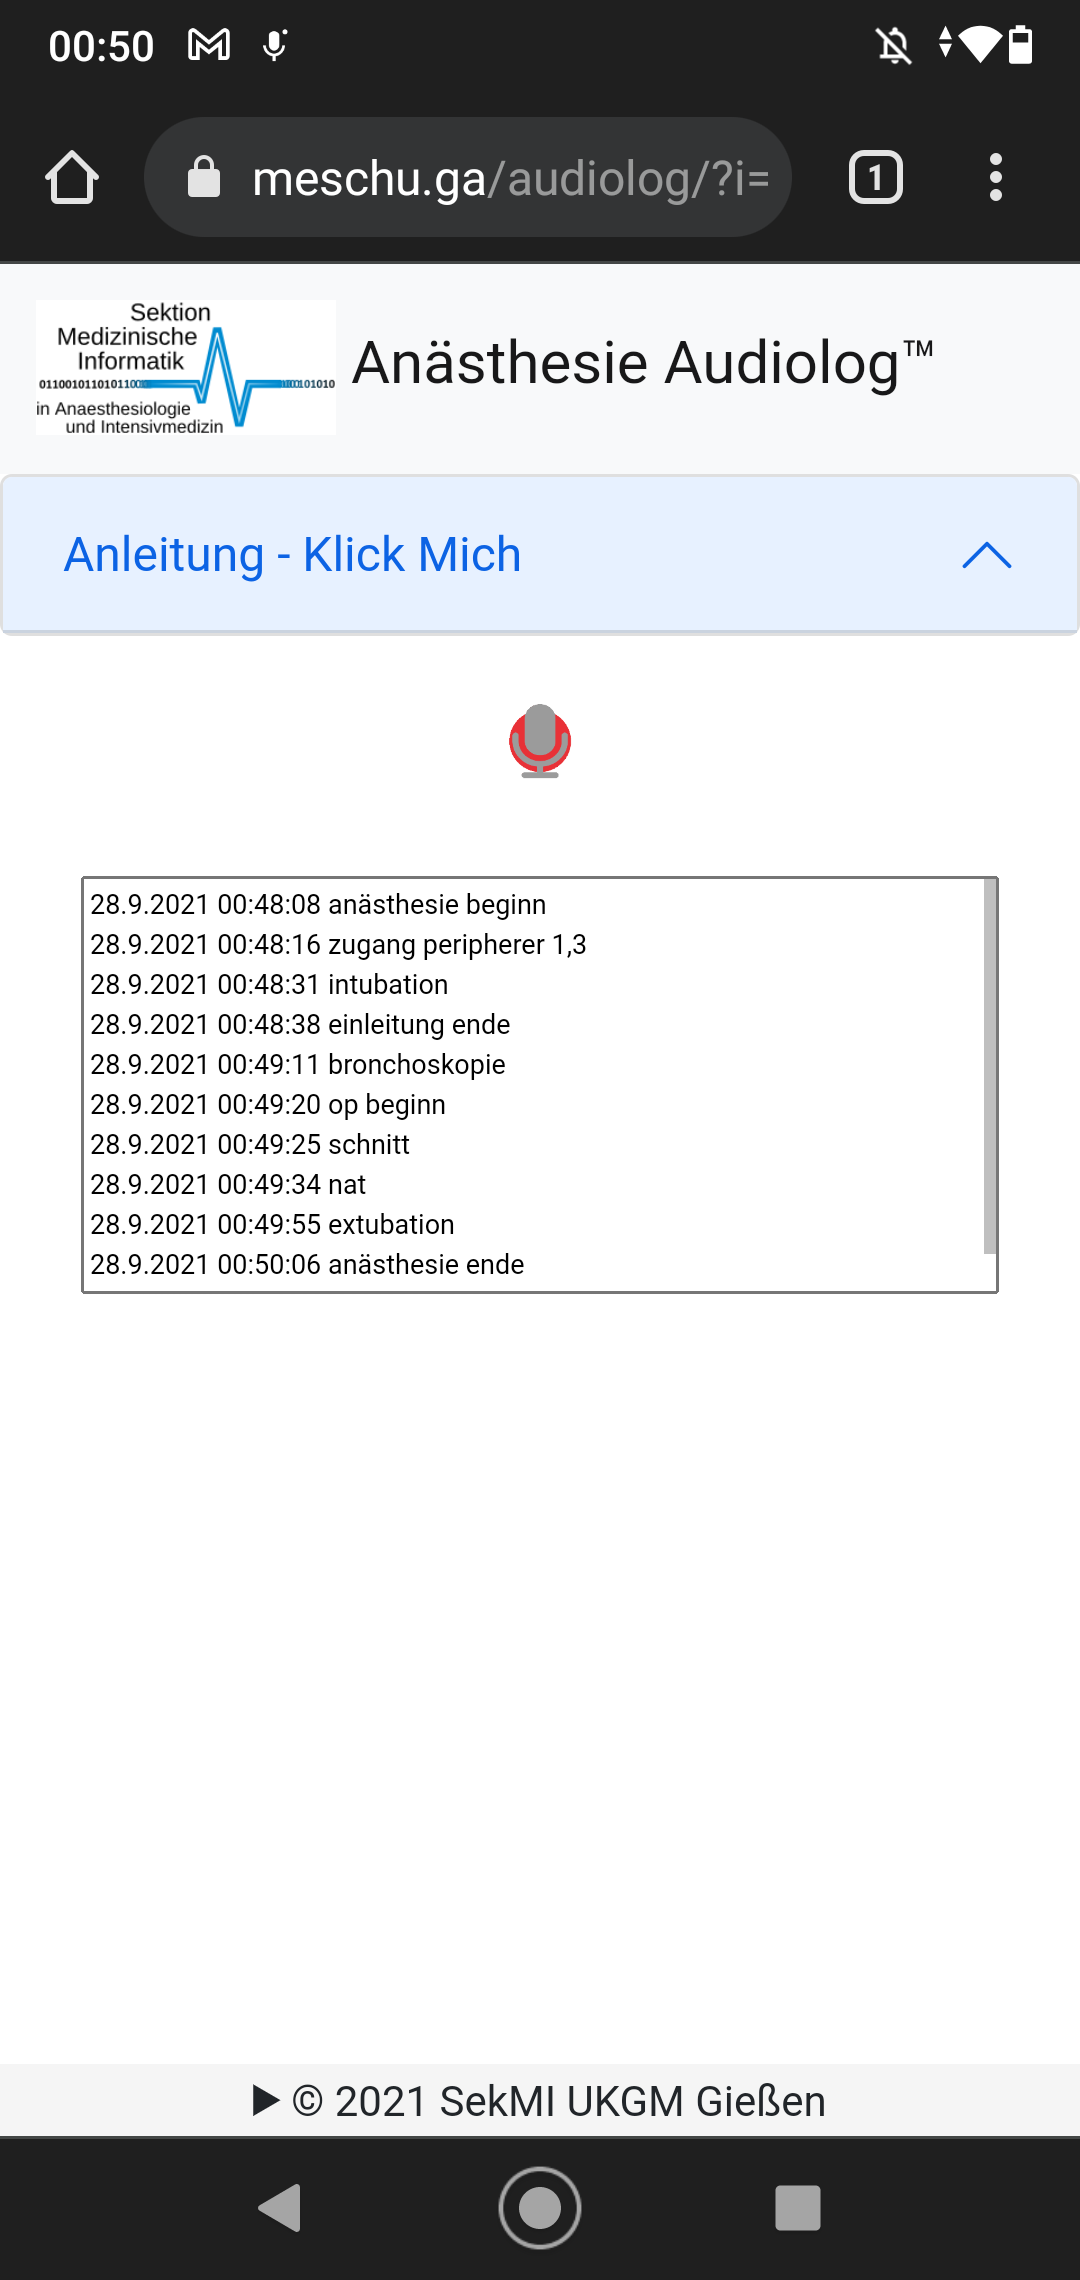 00:50
meschu.ga/audiolog/?i=
1
Sektion
Medizinische
Informatik
in Anaesthesiologie
und Intensivmedizin
Anästhesie Audiolog™
Anleitung - Klick Mich
28.9.2021 00:48:08 anästhesie beginn
28.9.2021 00:48:16 zugang peripherer 1,3
28.9.2021 00:48:31 intubation
28.9.2021 00:48:38 einleitung ende
28.9.2021 00:49:11 bronchoskopie
28.9.2021 00:49:20 op beginn
28.9.2021 00:49:25 schnitt
28.9.2021 00:49:34 nat
28.9.2021 00:49:55 extubation
28.9.2021 00:50:06 anästhesie ende
© 2021 SekMI UKGM Gießen